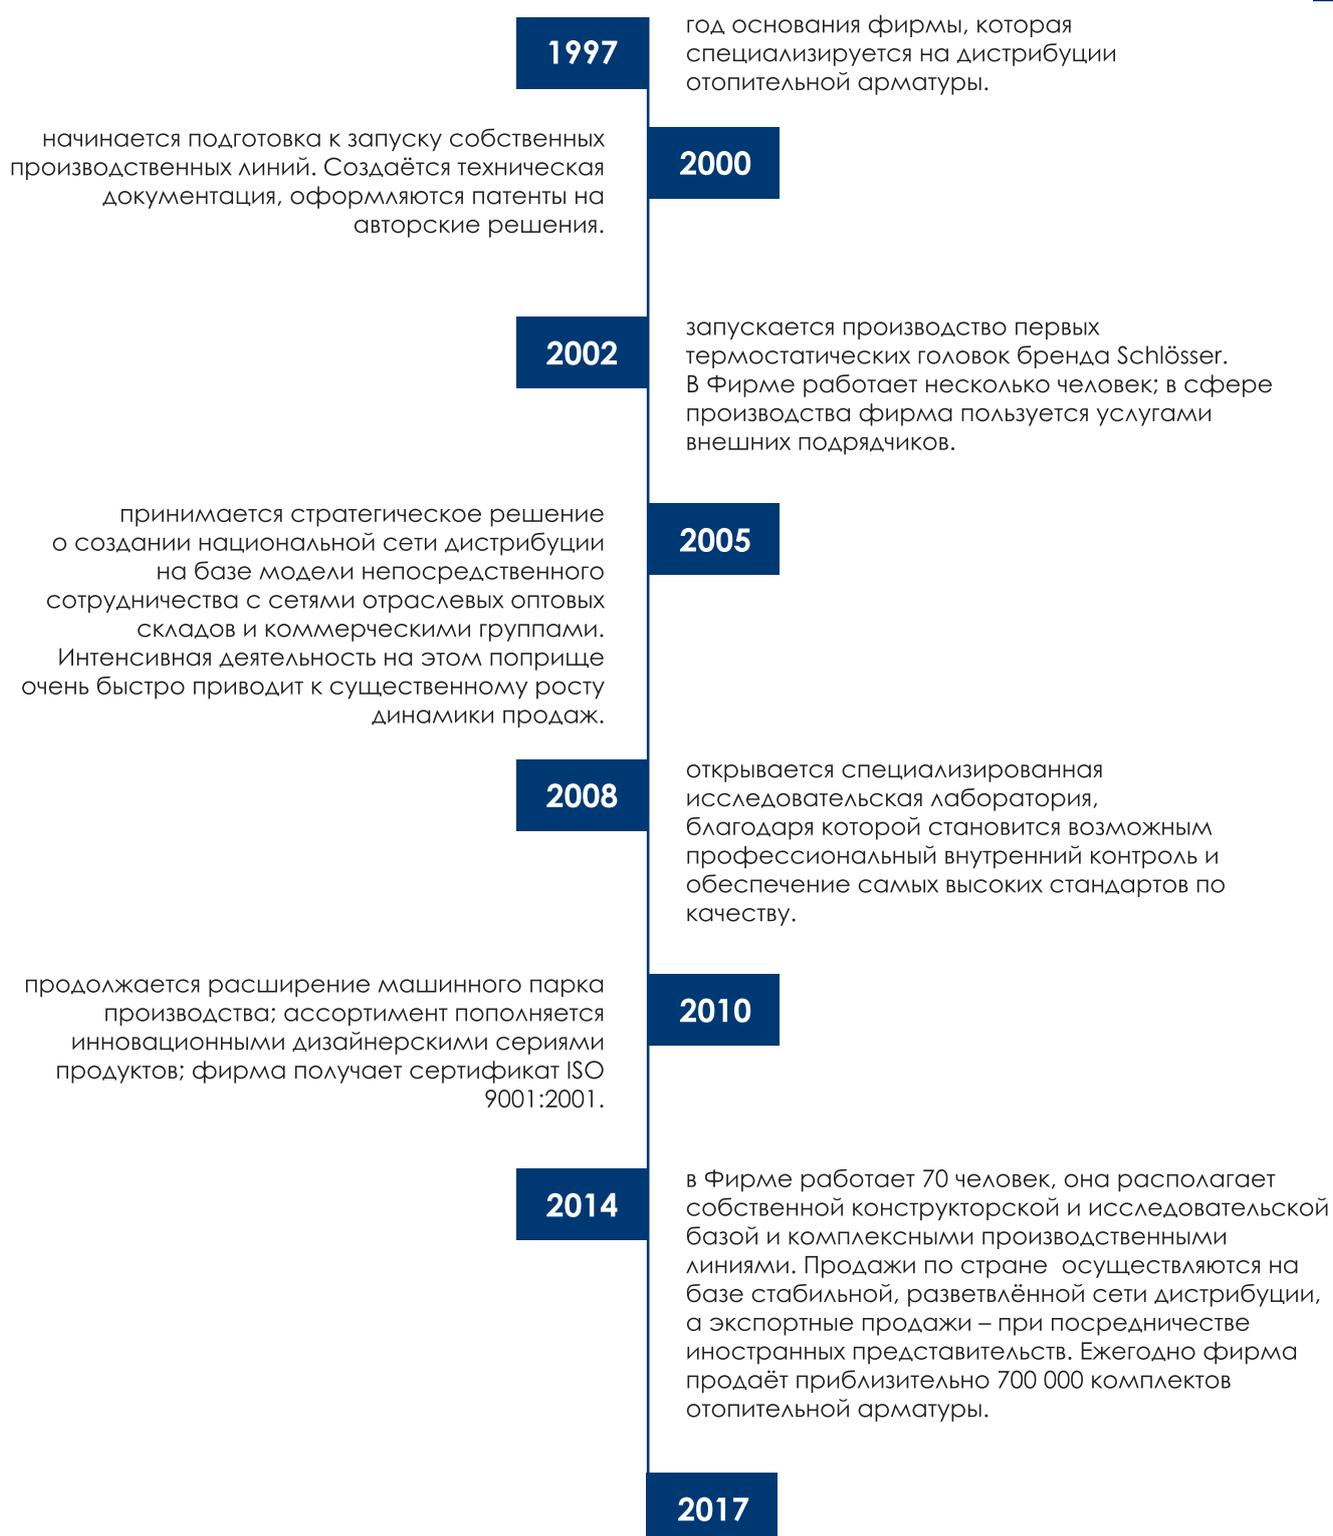 1997
год основания фирмы, которая
специализируется на дистрибуции
отопительной арматуры.
2000
начинается подготовка к запуску собственных
производственных линий. Создаётся техническая
документация, оформляются патенты на
авторские решения.
2002
запускается производство первых
термостатических головок бренда Schlösser.
В Фирме работает несколько человек; в сфере
производства фирма пользуется услугами
внешних подрядчиков.
2005
принимается стратегическое решение
о создании национальной сети дистрибуции
на базе модели непосредственного
сотрудничества с сетями отраслевых оптовых
складов и коммерческими группами.
Интенсивная деятельность на этом поприще
очень быстро приводит к существенному росту
динамики продаж.
2008
открывается специализированная
исследовательская лаборатория,
благодаря которой становится возможным
профессиональный внутренний контроль и
обеспечение самых высоких стандартов по
качеству.
2010
продолжается расширение машинного парка
производства; ассортимент пополняется
инновационными дизайнерскими сериями
продуктов; фирма получает сертификат ISO
9001:2001.
2014
в Фирме работает 70 человек, она располагает
собственной конструкторской и исследовательской
базой и комплексными производственными
линиями. Продажи по стране  осуществляются на
базе стабильной, разветвлённой сети дистрибуции,
а экспортные продажи – при посредничестве
иностранных представительств. Ежегодно фирма
продаёт приблизительно 700 000 комплектов
отопительной арматуры.
2017